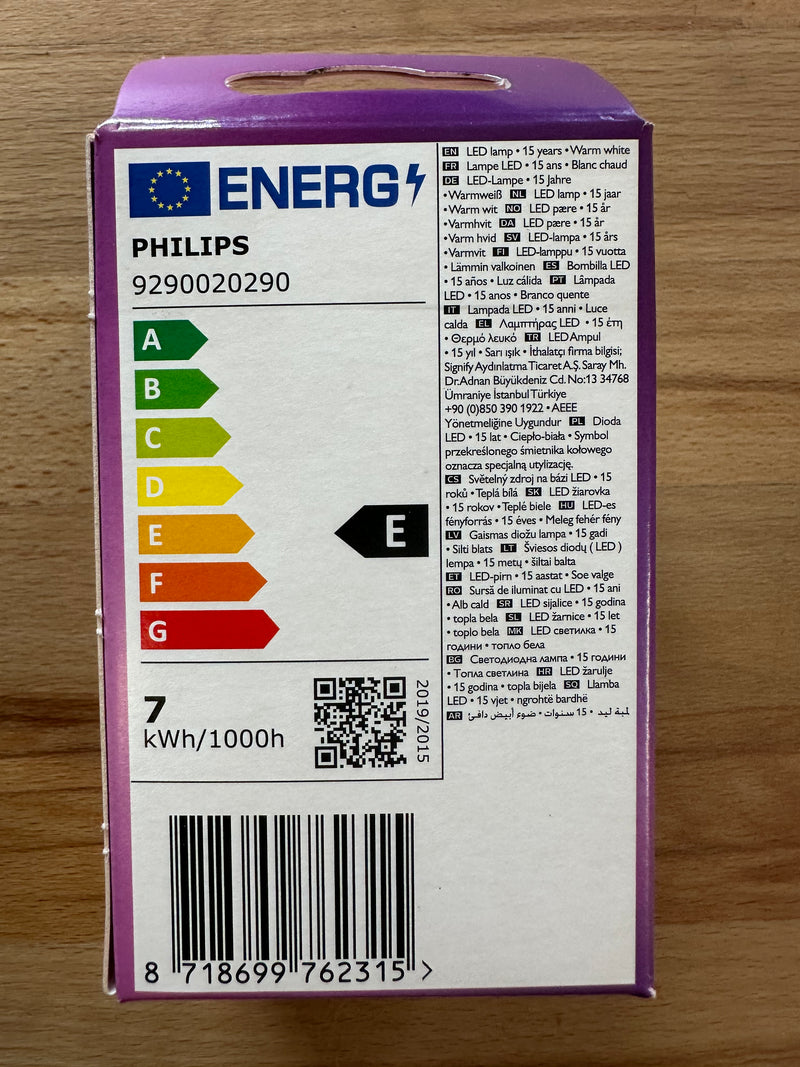 ENERG
PHILIPS
9290020290
A
B
C
D
E
F
G
E
7
kWh/1000h
2019/2015
8 718699 762315 >
EN LED lamp • 15 years • Warm white
FR Lampe LED • 15 ans • Blanc chaud
DE LED-Lampe • 15 Jahre
• Warmweiß NL LED lamp • 15 jaar
• Warm wit NO LED pære • 15 år
• Varmhvit DA LED pære • 15 år
• Varm hvid SV LED-lampa • 15 års
• Varmvit FI LED-lamppu • 15 vuotta
• Lämmin valkoinen ES Bombilla LED
• 15 años • Luz cálida PT Lâmpada
LED • 15 anos • Branco quente
IT Lampada LED • 15 anni • Luce
calda EL Λαμπτήρας LED • 15 έτη
• Θερμό λευκό TR LED Ampul
• 15 yıl • Sarı ışık • İthalatçı firma bilgisi;
Signify Aydınlatma Ticaret A.Ş. Saray Mh.
Dr.Adnan Büyükdeniz Cd. No:13 34768
Ümraniye İstanbul Türkiye
+90 (0)850 390 1922 • AEEE
Yönetmeliğine Uygundur PL Dioda
LED • 15 lat • Ciepło-biała • Symbol
przekreślonego śmietnika kołowego
oznacza specjalną utylizację.
CS Světelný zdroj na bázi LED • 15
roků • Teplá bílá SK LED žiarovka
• 15 rokov • Teplé biele HU LED-es
fényforrás • 15 éves • Meleg fehér fény
LV Gaismas diožu lampa • 15 gadi
• Silti blats LT Šviesos diodų ( LED )
lempa • 15 metų • šiltai balta
ET LED-pirn • 15 aastat • Soe valge
RO Sursă de iluminat cu LED • 15 ani
• Alb cald SR LED sijalice • 15 godina
• topla bela SL LED žarnice • 15 let
• toplo bela MK LED светилка • 15
години • топло бела
BG Светодиодна лампа • 15 години
• Топла светлина HR LED žarulje
• 15 godina • topla bijela SQ Llamba
LED • 15 vjet • ngrohtë bardhë
AR لمبة ليد • 15 سنوات • ضوء أبيض دافئ